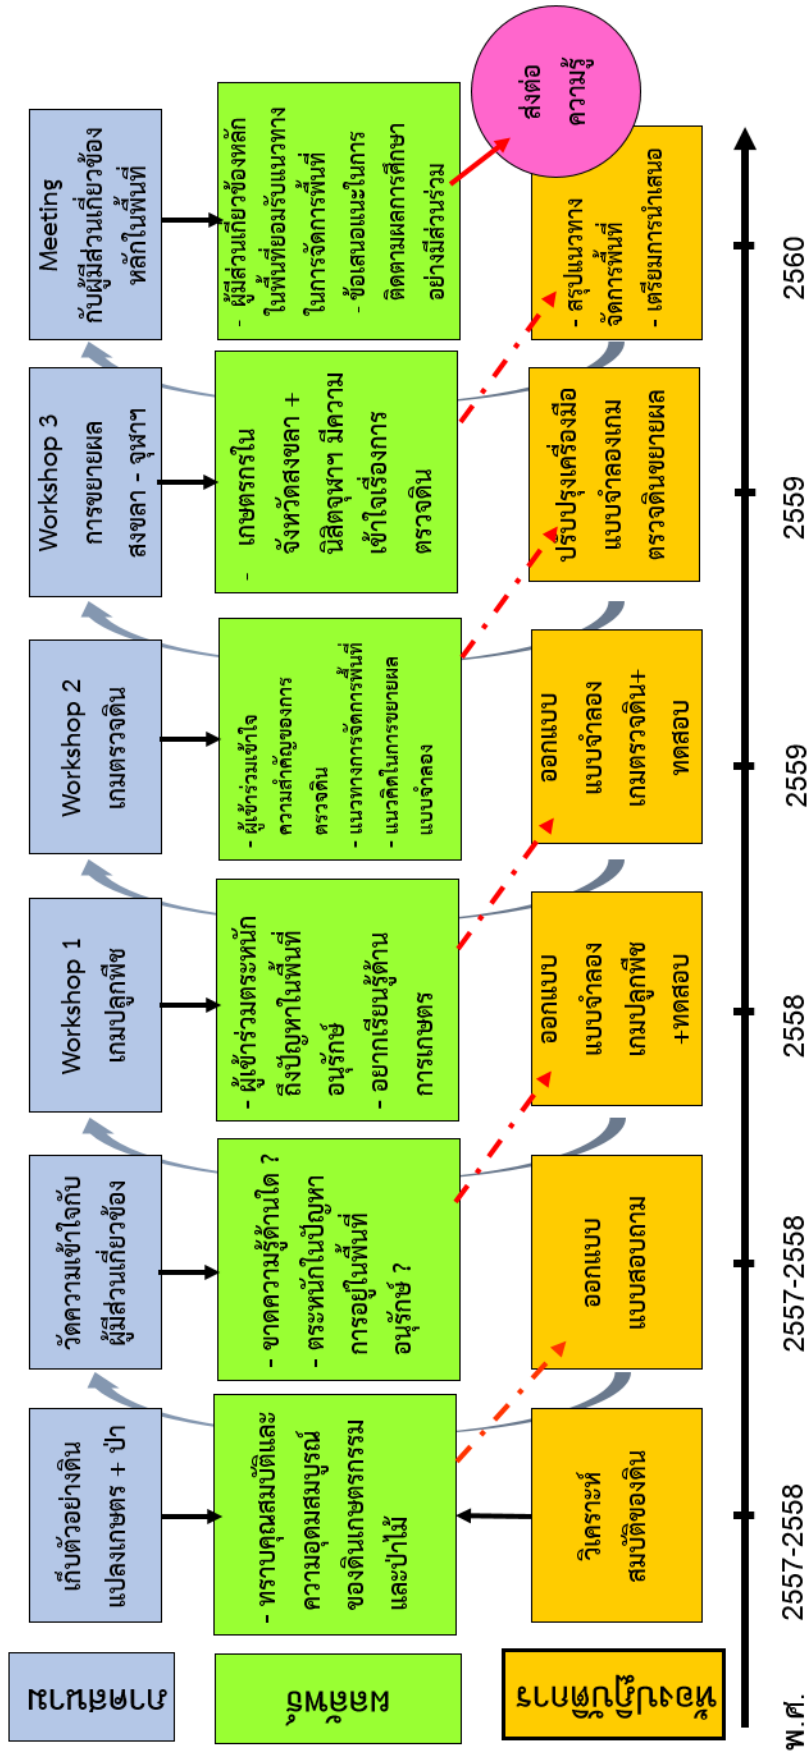 ภาคสนาม
เก็บตัวอย่างดิน
แปลงเกษตร + ป่า
วัดความเข้าใจกับ
ผู้มีส่วนเกี่ยวข้อง
Workshop 1
เกมปลูกพืช
Workshop 2
เกมตรวจดิน
Workshop 3
การขยายผล
สงขลา - จุฬาฯ
Meeting
กับผู้มีส่วนเกี่ยวข้อง
หลักในพื้นที่
ผลลัพธ์
- ทราบคุณสมบัติและ
ความอุดมสมบูรณ์
ของดินเกษตรกรรม
และป่าไม้
- ขาดความรู้ด้านใด ?
- ตระหนักในปัญหา
การอยู่ในพื้นที่
อนุรักษ์ ?
- ผู้เข้าร่วมตระหนัก
ถึงปัญหาในพื้นที่
อนุรักษ์
- อยากเรียนรู้ด้าน
การเกษตร
- ผู้เข้าร่วมเข้าใจ
ความสำคัญของการ
ตรวจดิน
- แนวทางการจัดการพื้นที่
- แนวคิดในการขยายผล
แบบจำลอง
- เกษตรกรใน
จังหวัดสงขลา +
นิสิตจุฬาฯ มีความ
เข้าใจเรื่องการ
ตรวจดิน
- ผู้มีส่วนเกี่ยวข้องหลัก
ในพื้นที่ยอมรับแนวทาง
ในการจัดการพื้นที่
- ข้อเสนอแนะในการ
ติดตามผลการศึกษา
อย่างมีส่วนร่วม
ส่งต่อ
ความรู้
ห้องปฏิบัติการ
วิเคราะห์
สมบัติของดิน
ออกแบบ
แบบสอบถาม
ออกแบบ
แบบจำลอง
เกมปลูกพืช
+ทดสอบ
ออกแบบ
แบบจำลอง
เกมตรวจดิน+
ทดสอบ
ปรับปรุงเครื่องมือ
แบบจำลองเกม
ตรวจดินขยายผล
- สรุปแนวทาง
จัดการพื้นที่
- เตรียมการนำเสนอ
พ.ศ.
2557-2558
2557-2558
2558
2559
2559
2560